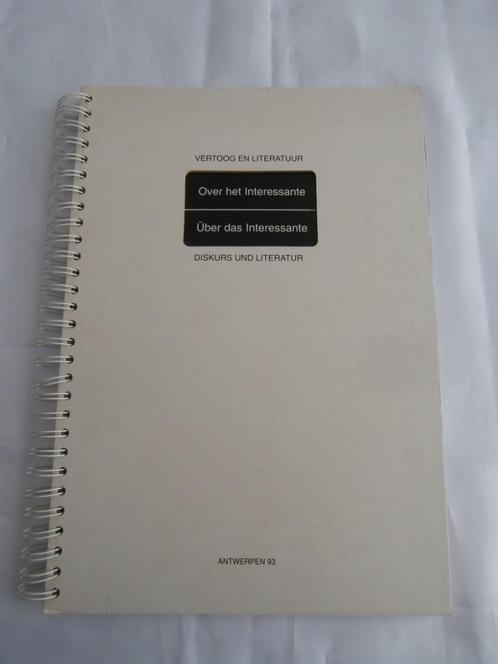 VERTOOG EN LITERATUUR
Over het Interessante
Über das Interessante
DISKURS UND LITERATUR
ANTWERPEN 93